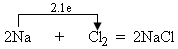 2.1e
2Na + Cl₂ = 2NaCl